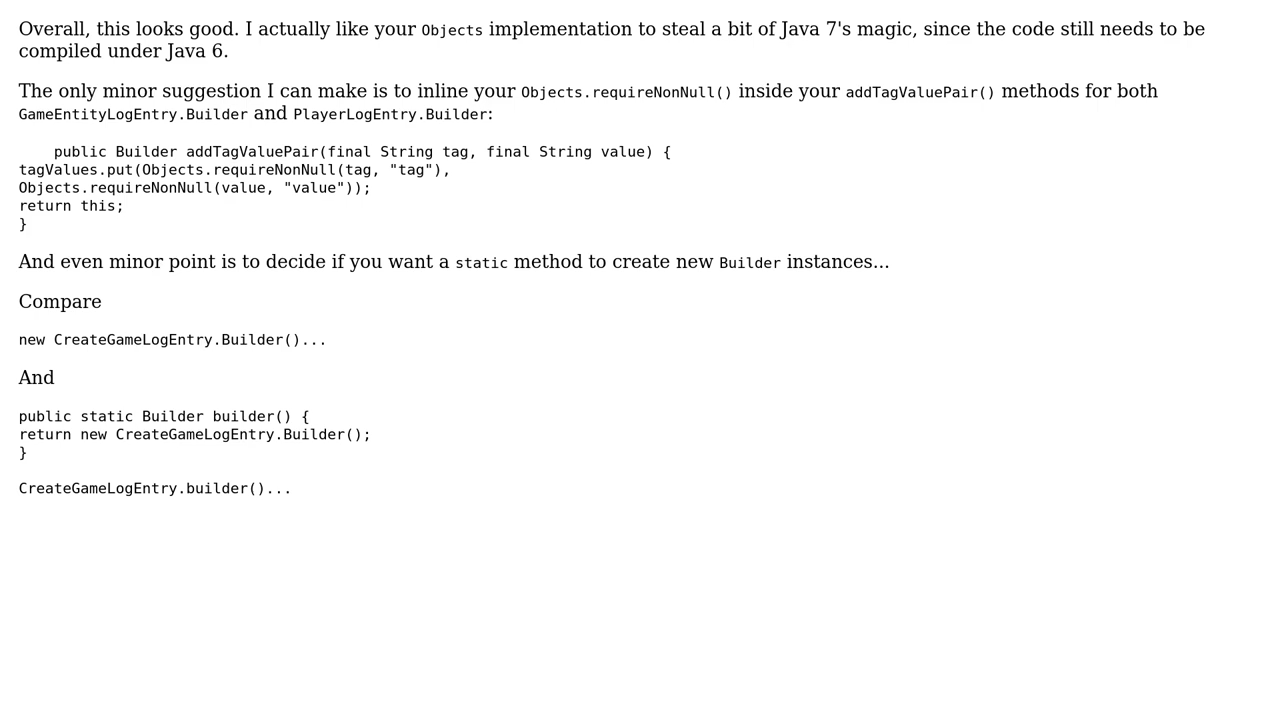 Overall, this looks good. I actually like your Objects implementation to steal a bit of Java 7's magic, since the code still needs to be
compiled under Java 6.
The only minor suggestion I can make is to inline your Objects.requireNonNull() inside your addTagValuePair() methods for both
GameEntityLogEntry.Builder and PlayerLogEntry.Builder:
    public Builder addTagValuePair(final String tag, final String value) {
tagValues.put(Objects.requireNonNull(tag, "tag"),
Objects.requireNonNull(value, "value"));
return this;
}
And even minor point is to decide if you want a static method to create new Builder instances...
Compare
new CreateGameLogEntry.Builder()...
And
public static Builder builder() {
return new CreateGameLogEntry.Builder();
}
CreateGameLogEntry.builder()...